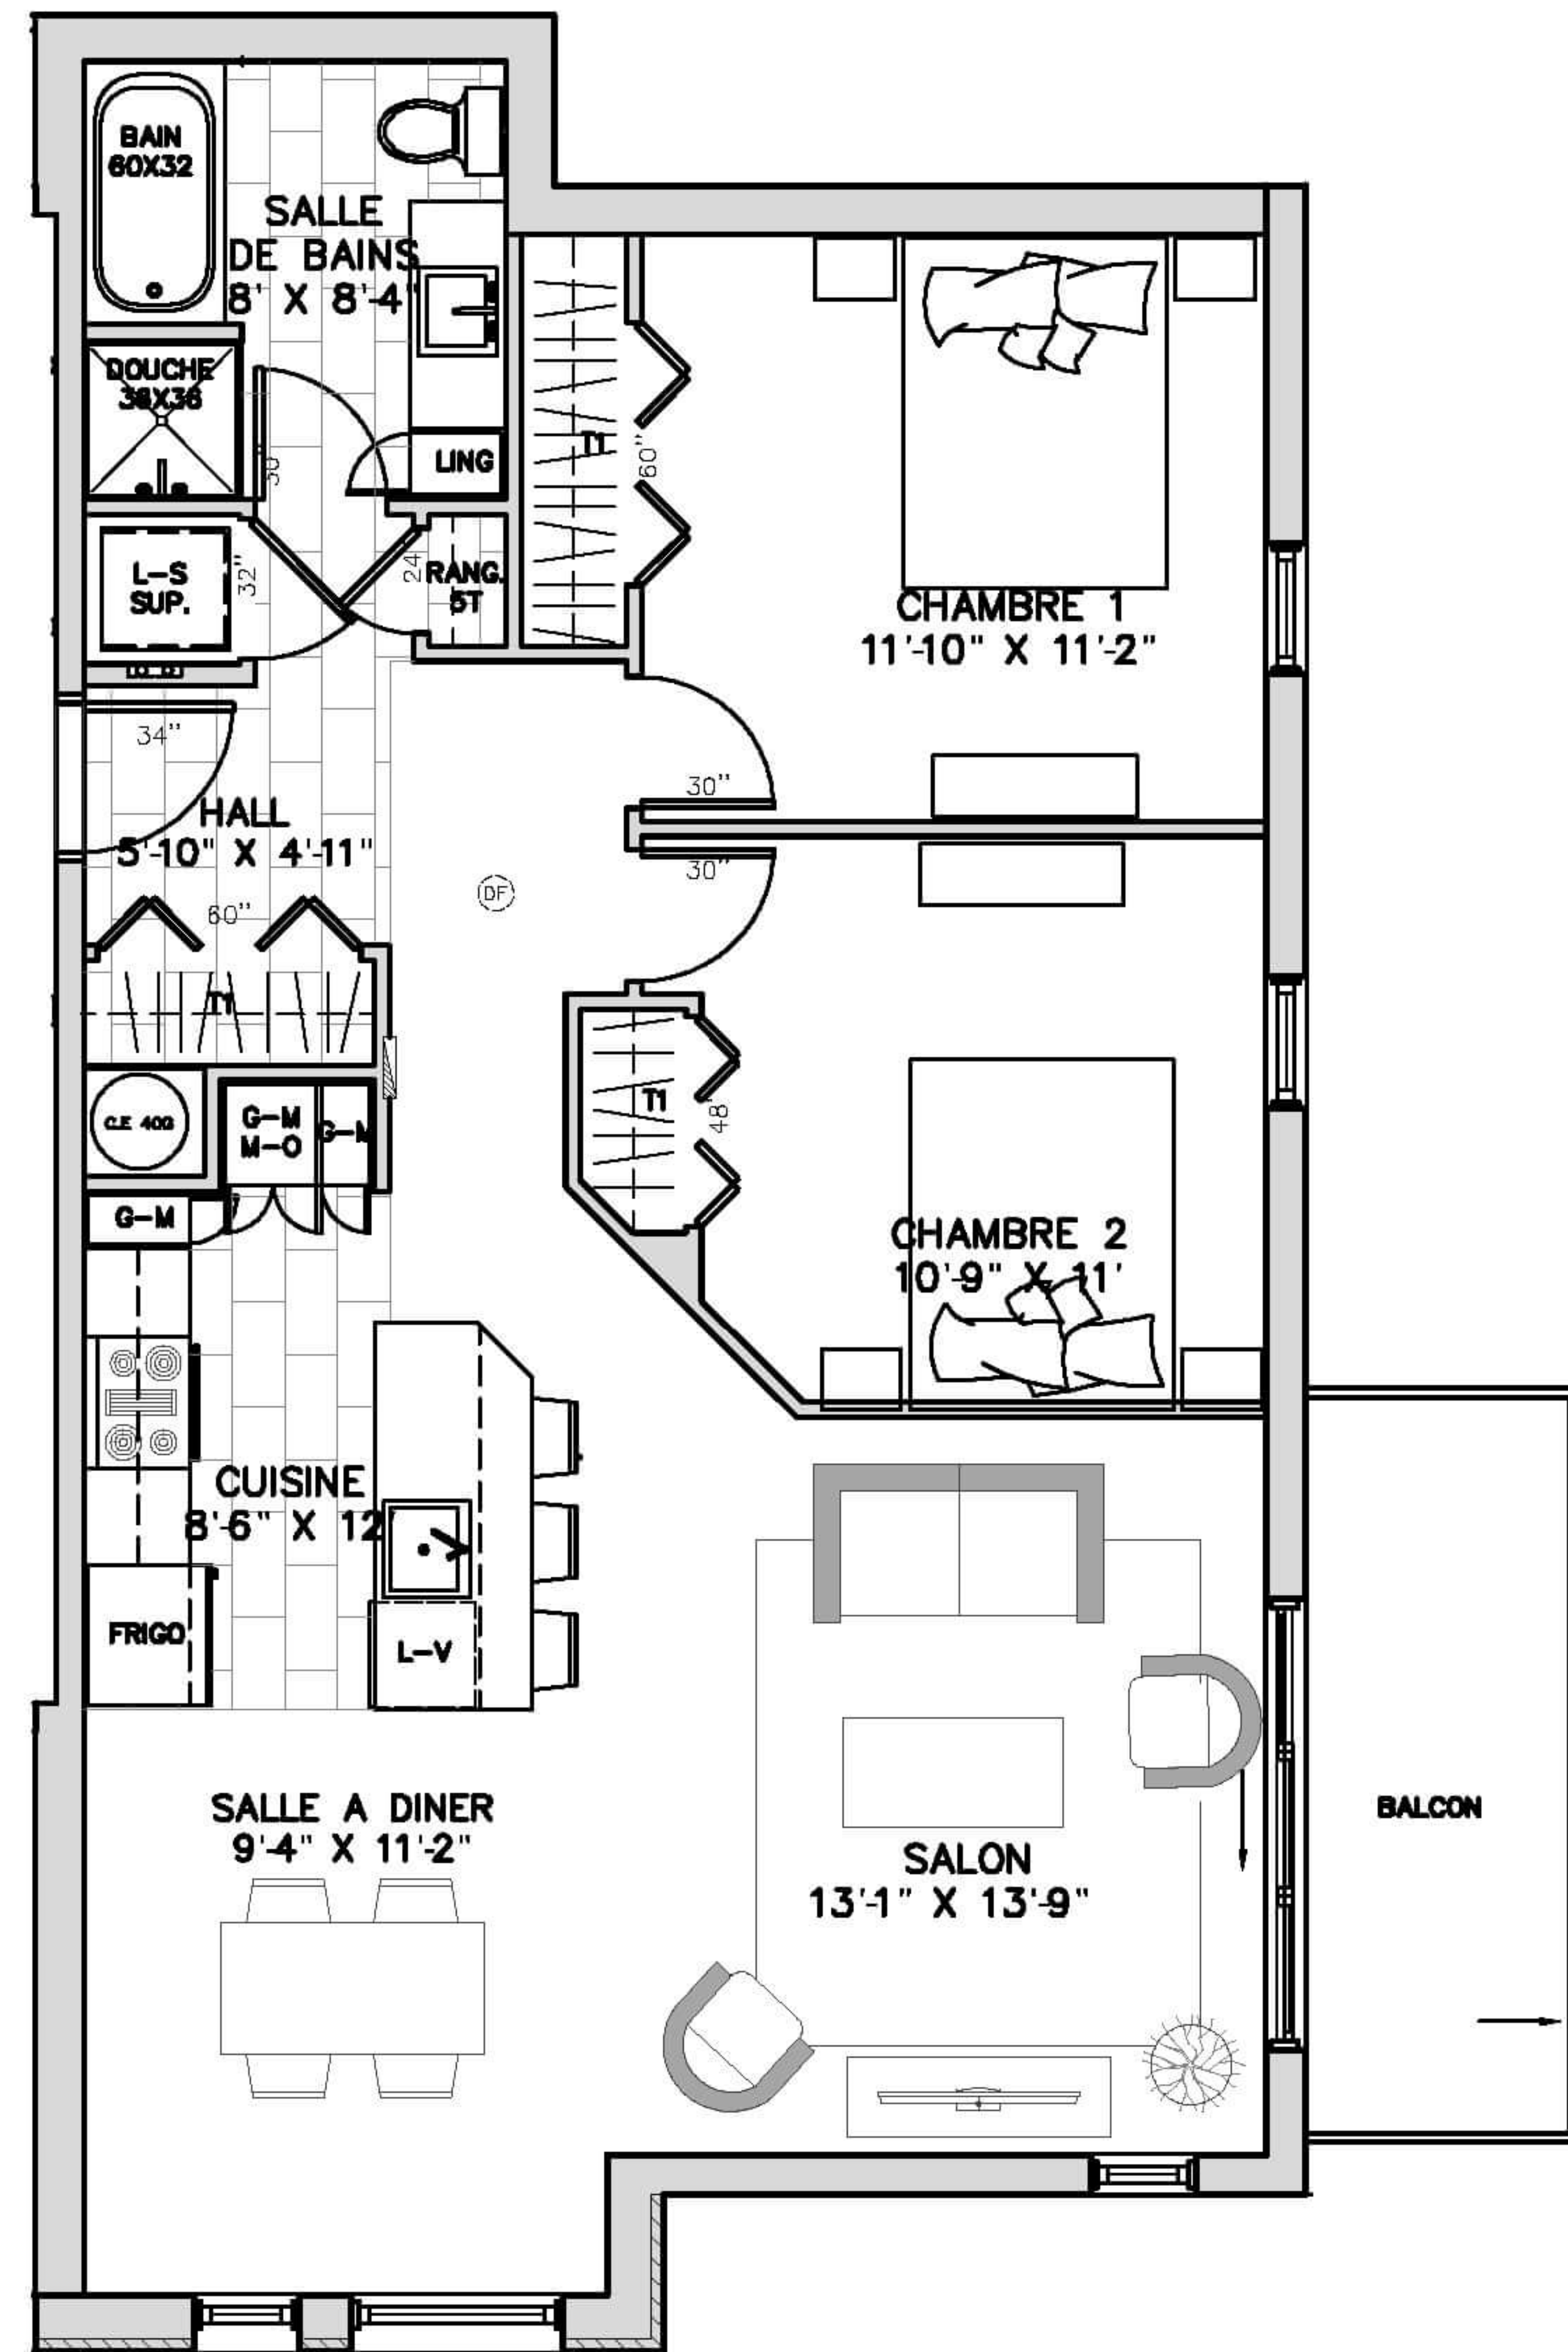 BAIN
60X32
SALLE
DE BAINS
8' X 8'-4"
DOUCHE
36X36
30"
LING
T1
60"
L-S
SUP.
32"
24"
RANG.
5T
CHAMBRE 1
11'-10" X 11'-2"
34"
30"
HALL
5'-10" X 4'-11"
30"
DF
60"
T1
C.E 40G
G-M
M-O
G-M
T1
48"
G-M
CHAMBRE 2
10'-9" X 11'
CUISINE
8'-6" X 12'
FRIGO
L-V
SALLE A DINER
9'-4" X 11'-2"
SALON
13'-1" X 13'-9"
BALCON